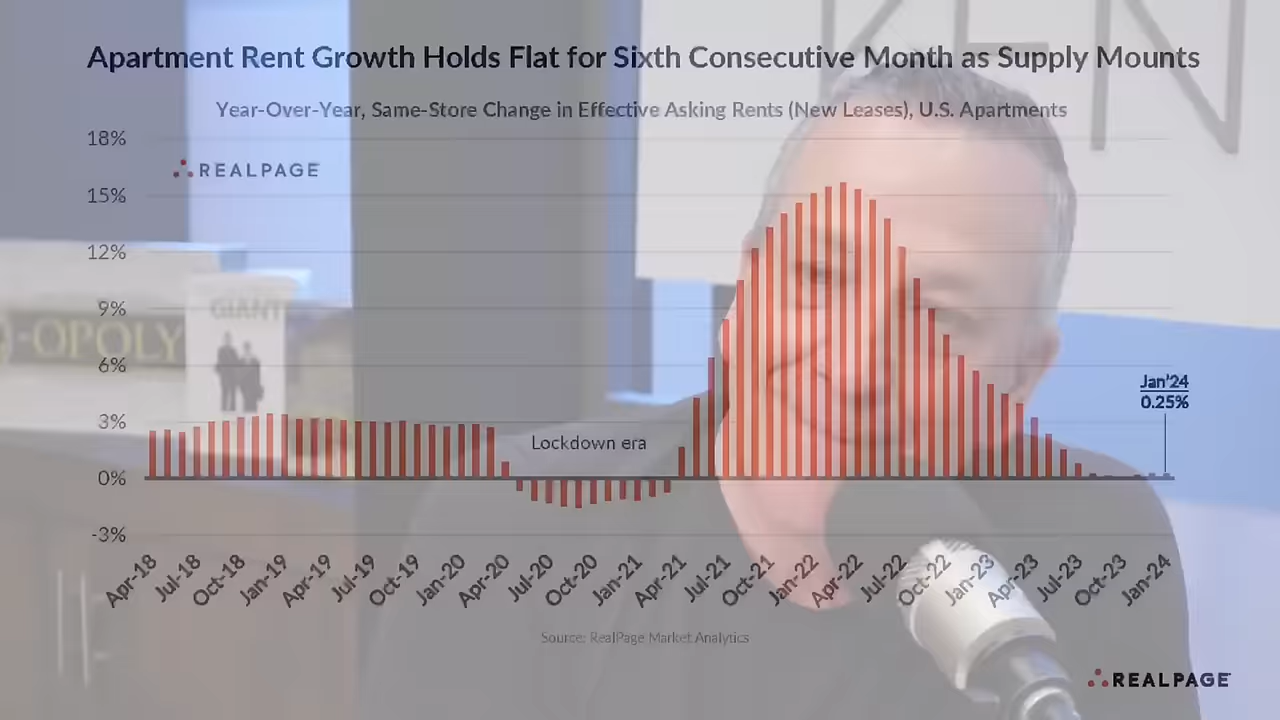 Apartment Rent Growth Holds Flat for Sixth Consecutive Month as Supply Mounts
Year-Over-Year, Same-Store Change in Effective Asking Rents (New Leases), U.S. Apartments
18%
REALPAGE
15%
12%
9%
GIANT
-OPOLY
6%
Jan'24
0.25%
3%
Lockdown era
0%
-3%
Apr-18 Jul-18 Oct-18 Jan-19 Apr-19 Jul-19 Oct-19 Jan-20 Apr-20 Jul-20 Oct-20 Jan-21 Apr-21 Jul-21 Oct-21 Jan-22 Apr-22 Jul-22 Oct-22 Jan-23 Apr-23 Jul-23 Oct-23 Jan-24
Source: RealPage Market Analytics
REALPAGE